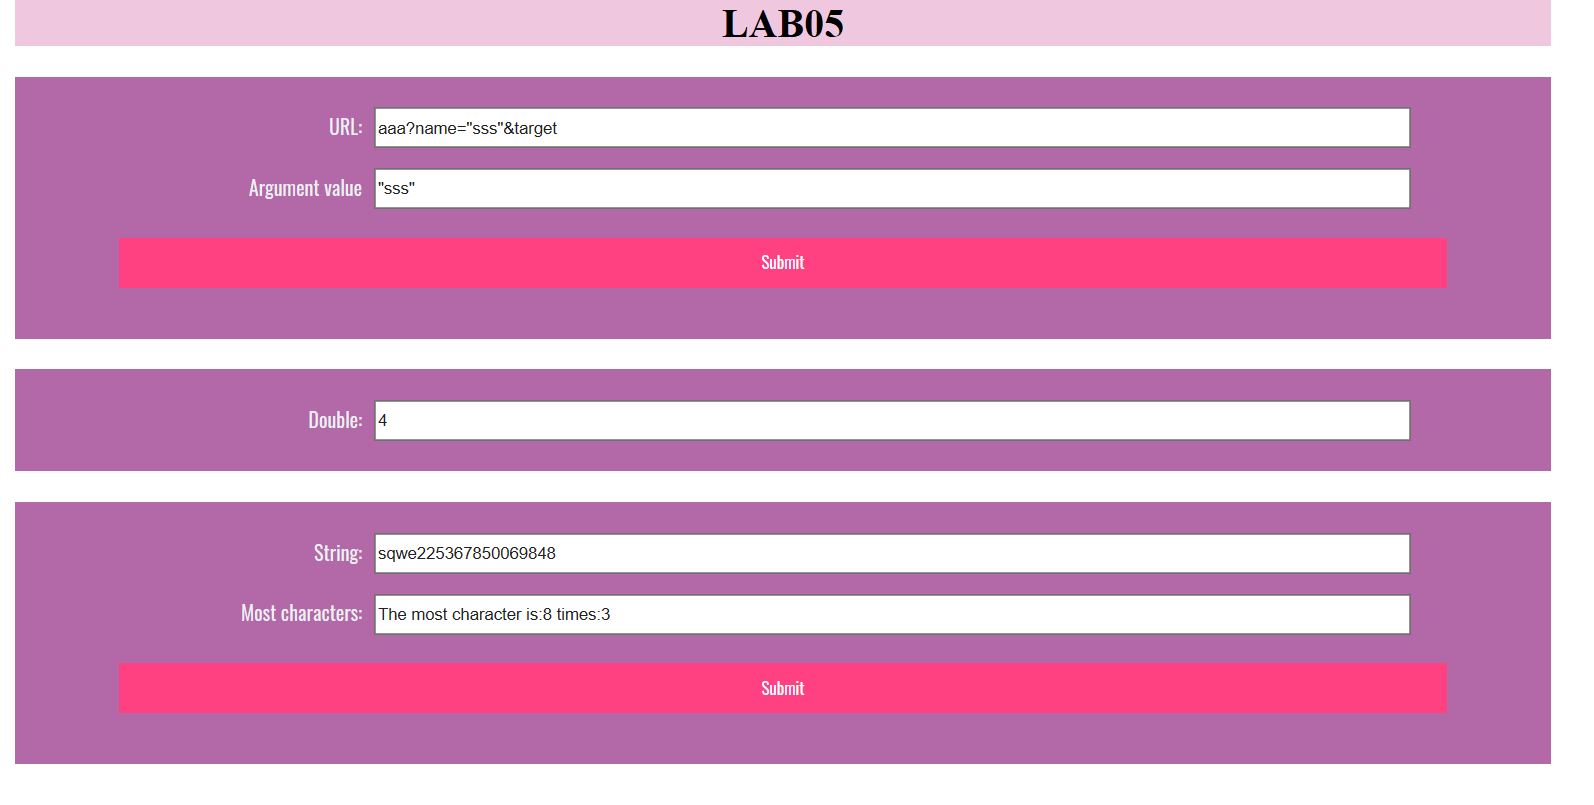 LAB05
URL: aaa?name="sss"&target
Argument value "sss"
Submit
Double: 4
String: sqwe225367850069848
Most characters: The most character is:8 times:3
Submit